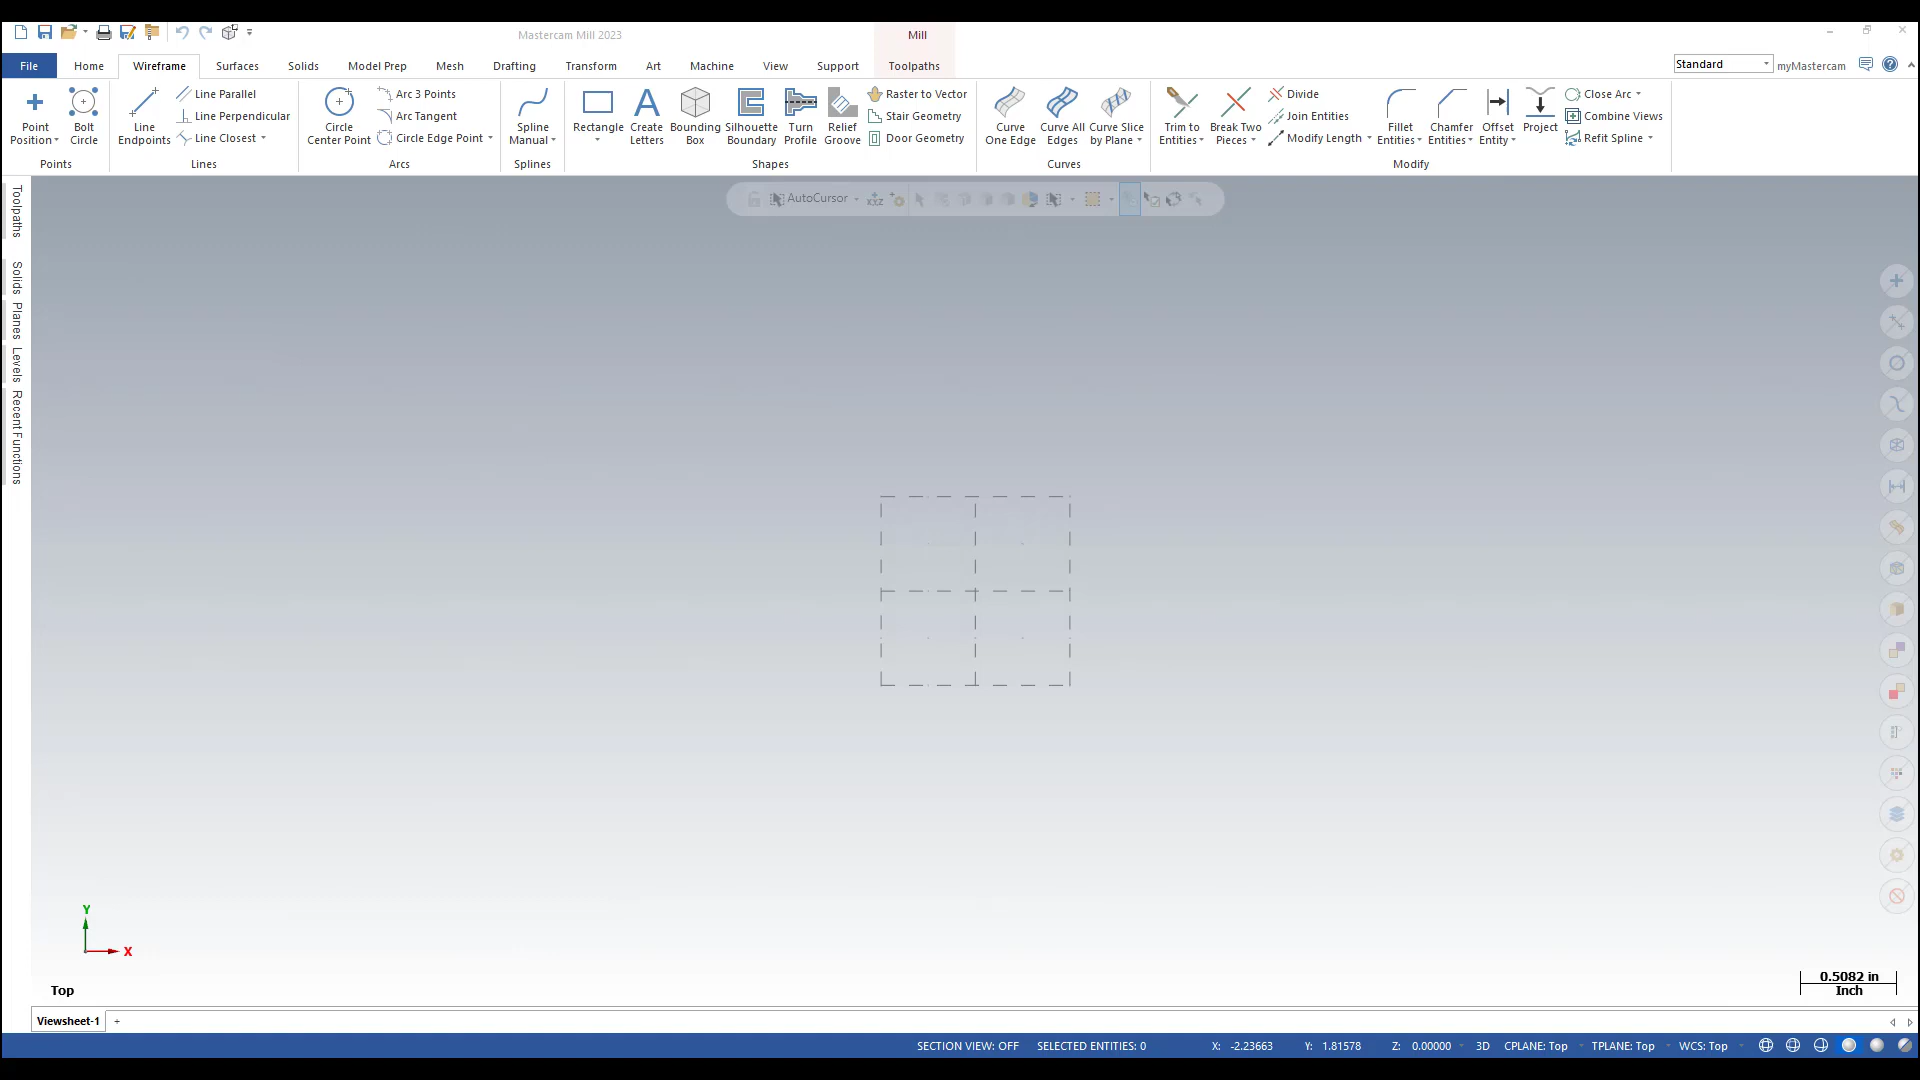 Mastercam Mill 2023
Mill
File Home Wireframe Surfaces Solids Model Prep Mesh Drafting Transform Art Machine View Support Toolpaths
Standard myMastercam
Point Position
Bolt Circle
Points
Line Endpoints
Line Parallel
Line Perpendicular
Line Closest
Lines
Circle Center Point
Arc 3 Points
Arc Tangent
Circle Edge Point
Arcs
Spline Manual
Splines
Rectangle
Create Letters
Bounding Box
Silhouette Boundary
Turn Profile
Relief Groove
Raster to Vector
Stair Geometry
Door Geometry
Shapes
Curve One Edge
Curve All Edges
Curve Slice by Plane
Curves
Trim to Entities
Break Two Pieces
Divide
Join Entities
Modify Length
Fillet Entities
Chamfer Entities
Offset Entity
Project
Close Arc
Combine Views
Refit Spline
Modify
AutoCursor
XYZ
Toolpaths
Solids
Planes
Levels
Recent Functions
Y
X
Top
0.5082 in
Inch
Viewsheet-1 +
SECTION VIEW: OFF SELECTED ENTITIES: 0 X: -2.23663 Y: 1.81578 Z: 0.00000 3D CPLANE: Top TPLANE: Top WCS: Top